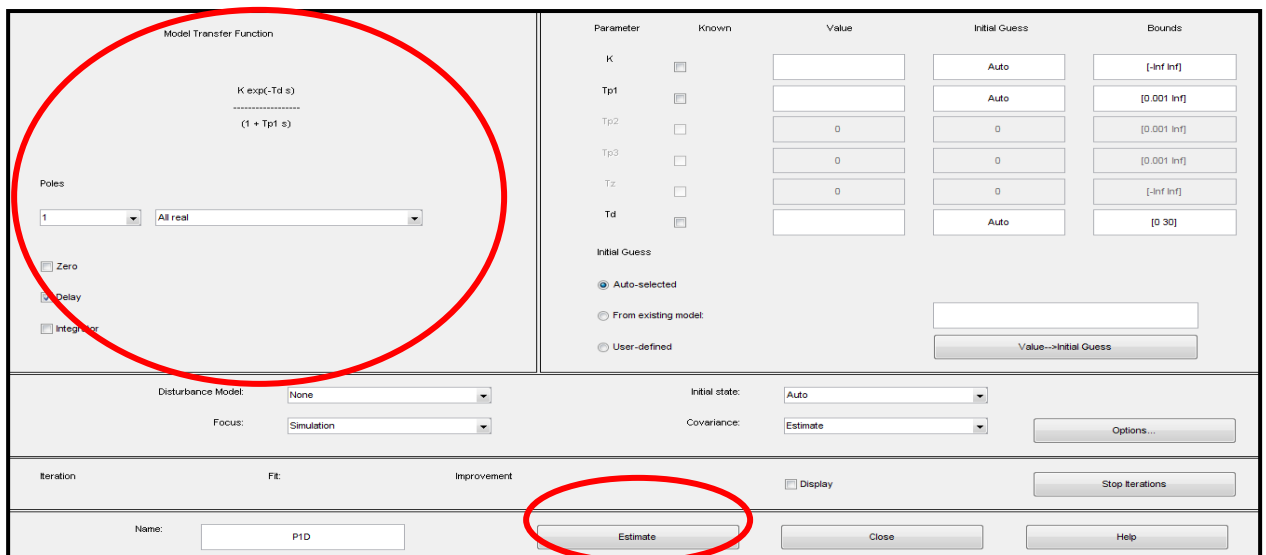 Model Transfer Function
K exp(-Td s)
-----------------
(1 + Tp1 s)
Poles
1 All real
Zero
Delay
Integrator
Parameter Known Value Initial Guess Bounds
K Auto [-Inf Inf]
Tp1 Auto [0.001 Inf]
Tp2 0 0 [0.001 Inf]
Tp3 0 0 [0.001 Inf]
Tz 0 0 [-Inf Inf]
Td Auto [0 30]
Initial Guess
Auto-selected
From existing model:
User-defined Value-->Initial Guess
Disturbance Model: None Initial state: Auto
Focus: Simulation Covariance: Estimate Options...
Iteration Fit: Improvement Display Stop Iterations
Name: P1D Estimate Close Help